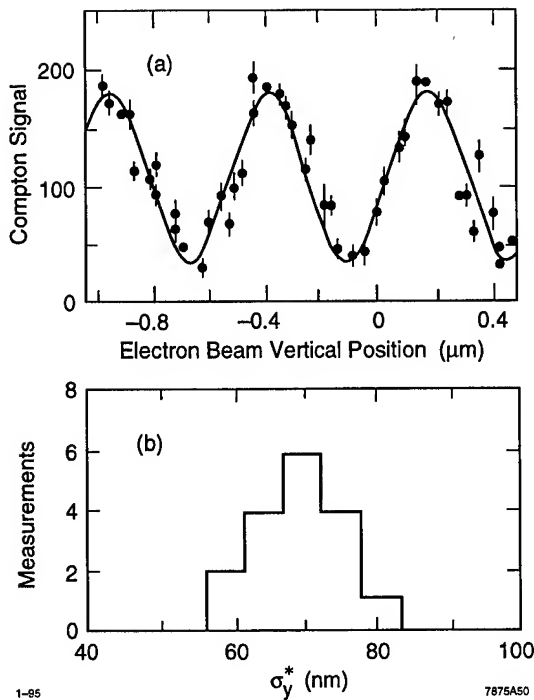 (a)
Compton Signal
200
100
0
−0.8
−0.4
0
0.4
Electron Beam Vertical Position (μm)
(b)
Measurements
8
6
4
2
0
40
60
80
100
σ*y (nm)
1–95
7875A50